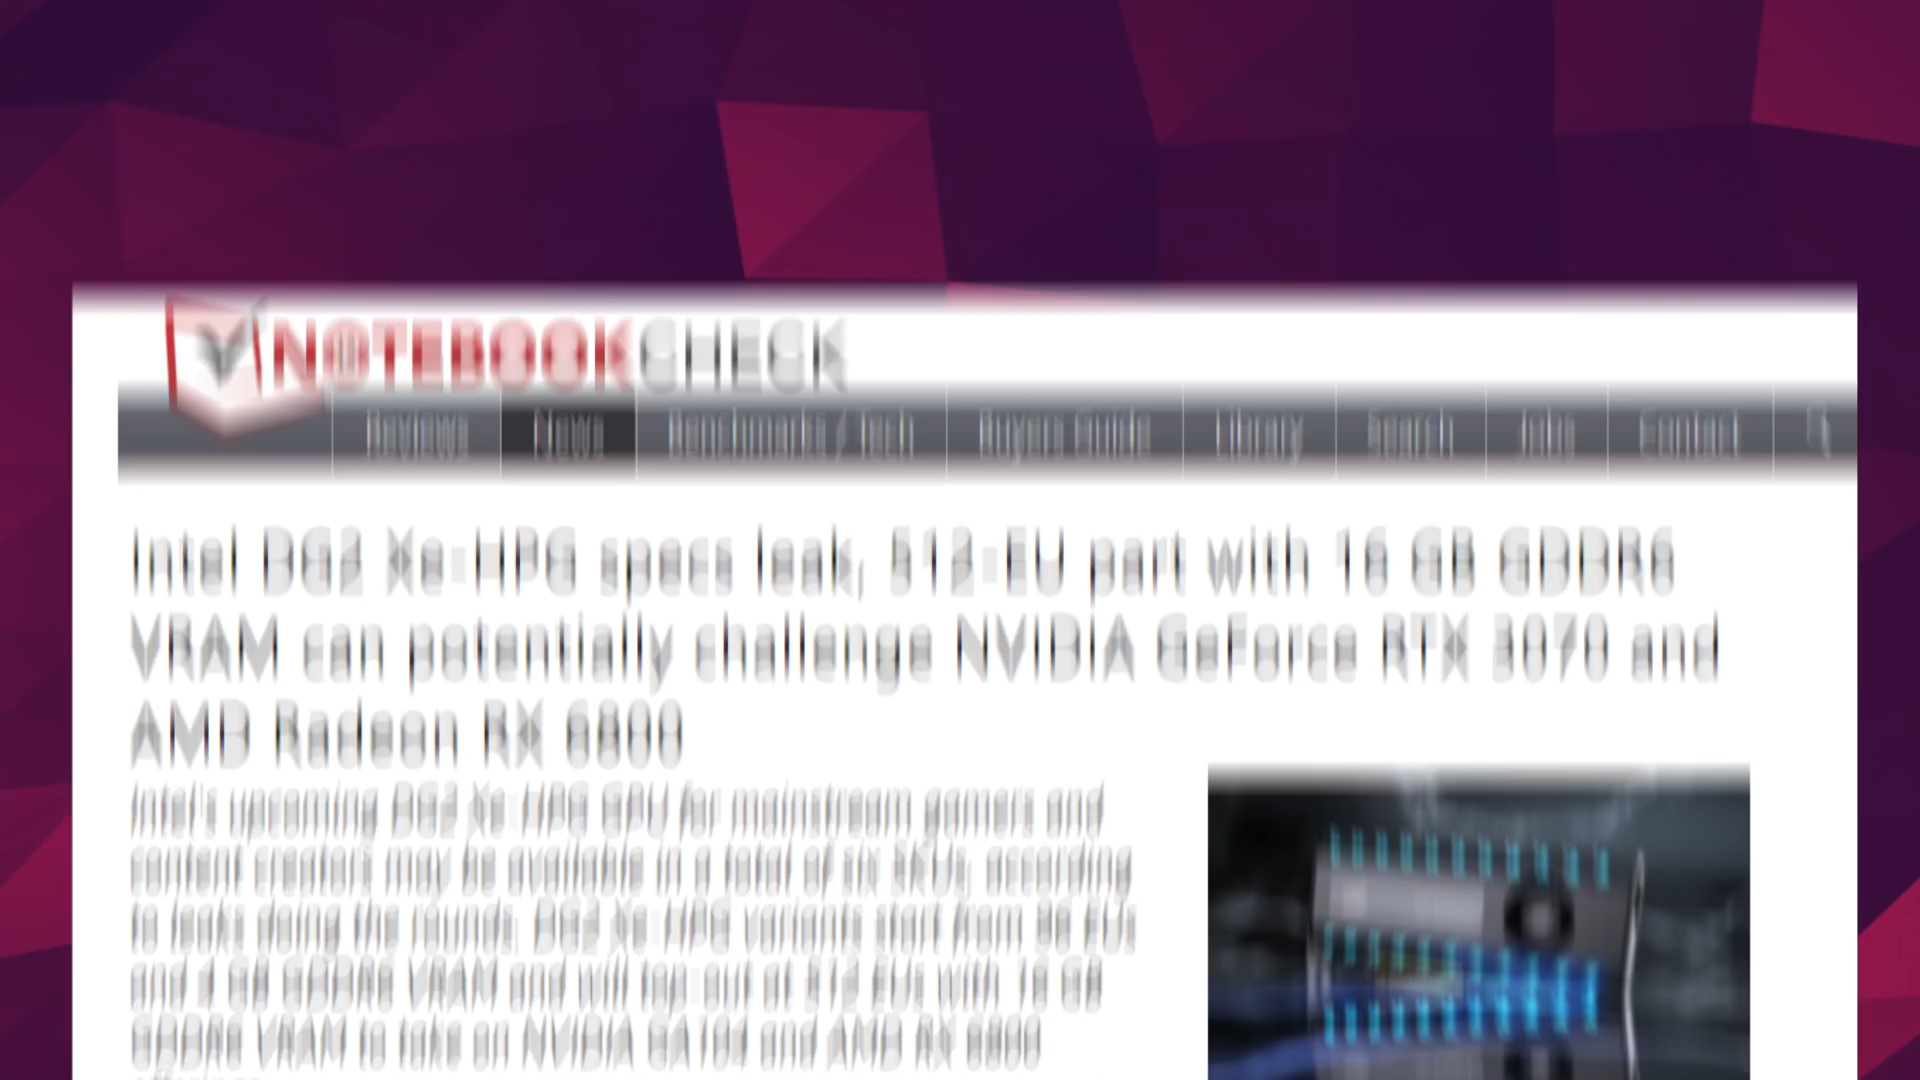 NOTEBOOKCHECK
Reviews News Benchmarks / Tech Buyers Guide Library Search Jobs Contact
Intel DG2 Xe-HPG specs leak, 512-EU part with 16 GB GDDR6
VRAM can potentially challenge NVIDIA GeForce RTX 3070 and
AMD Radeon RX 6800
Intel's upcoming DG2 Xe-HPG GPU for mainstream gamers and
content creators may be available in a total of six SKUs, according
to leaks doing the rounds. DG2 Xe-HPG variants start from 96 EUs
and 4 GB GDDR6 VRAM and will top out at 512 EUs with 16 GB
GDDR6 VRAM to take on NVIDIA GA104 and AMD RX 6800